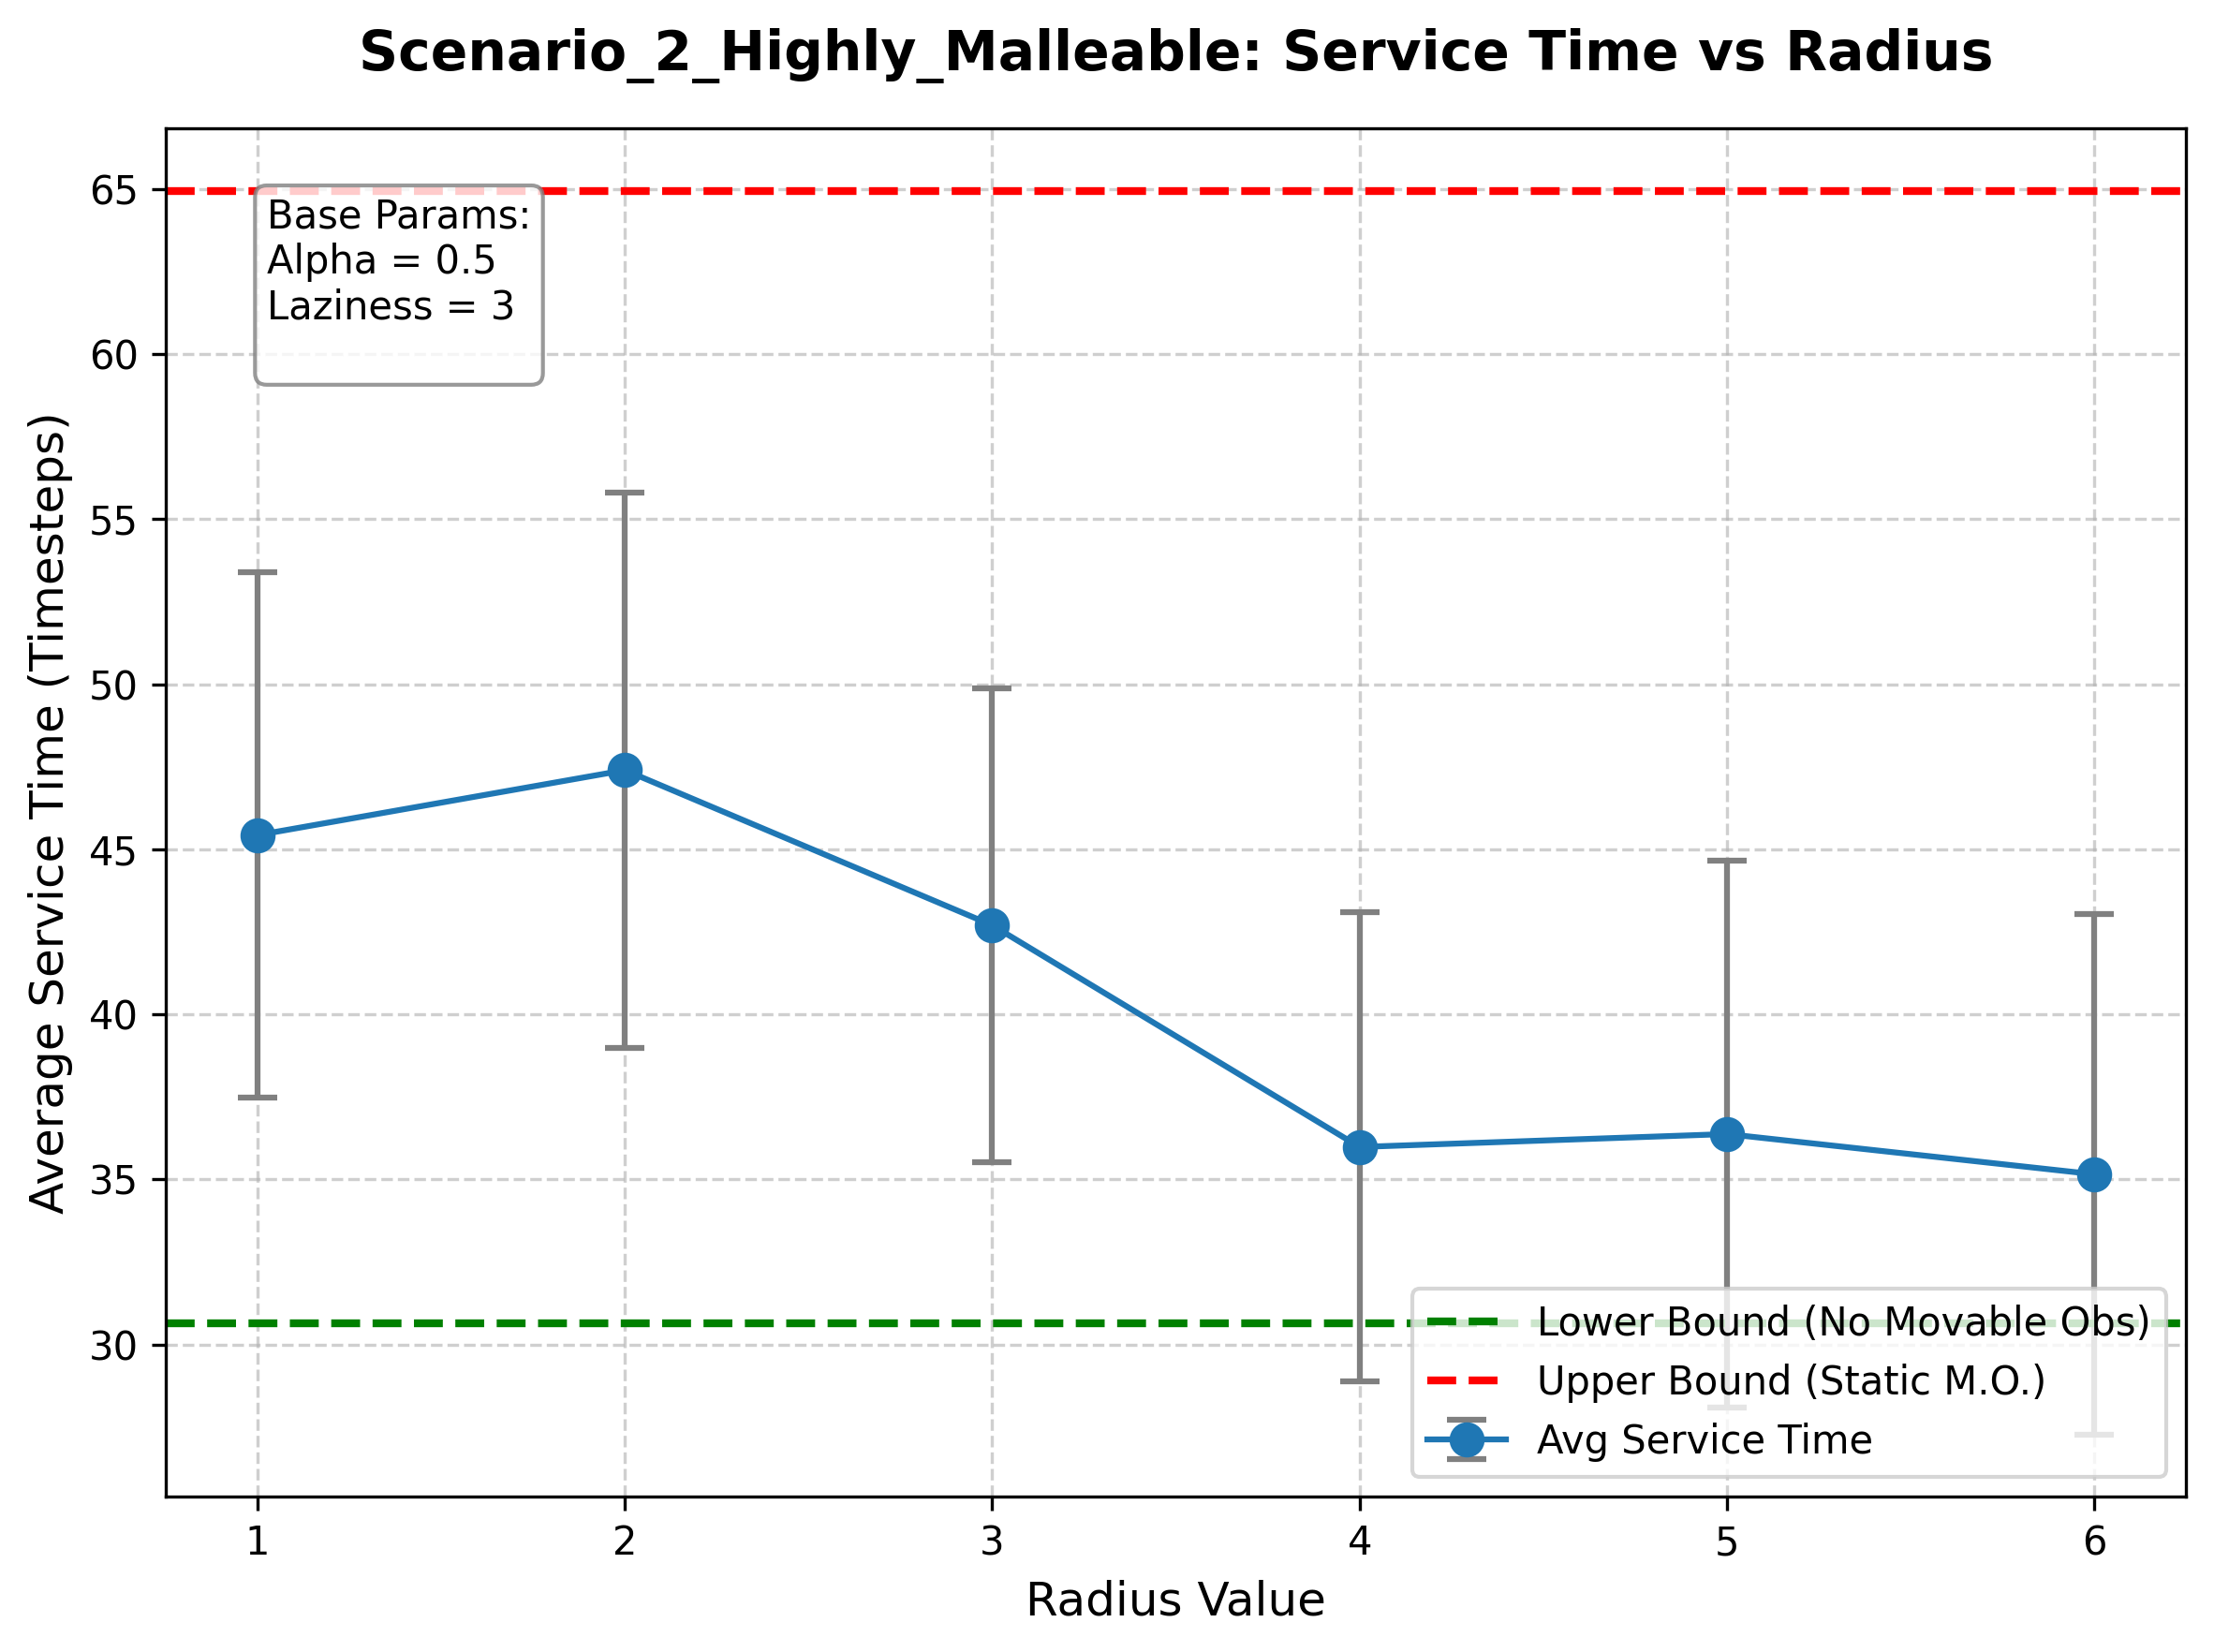 Scenario_2_Highly_Malleable: Service Time vs Radius
Average Service Time (Timesteps)
65
60
55
50
45
40
35
30
Base Params:
Alpha = 0.5
Laziness = 3
Lower Bound (No Movable Obs)
Upper Bound (Static M.O.)
Avg Service Time
1 2 3 4 5 6
Radius Value